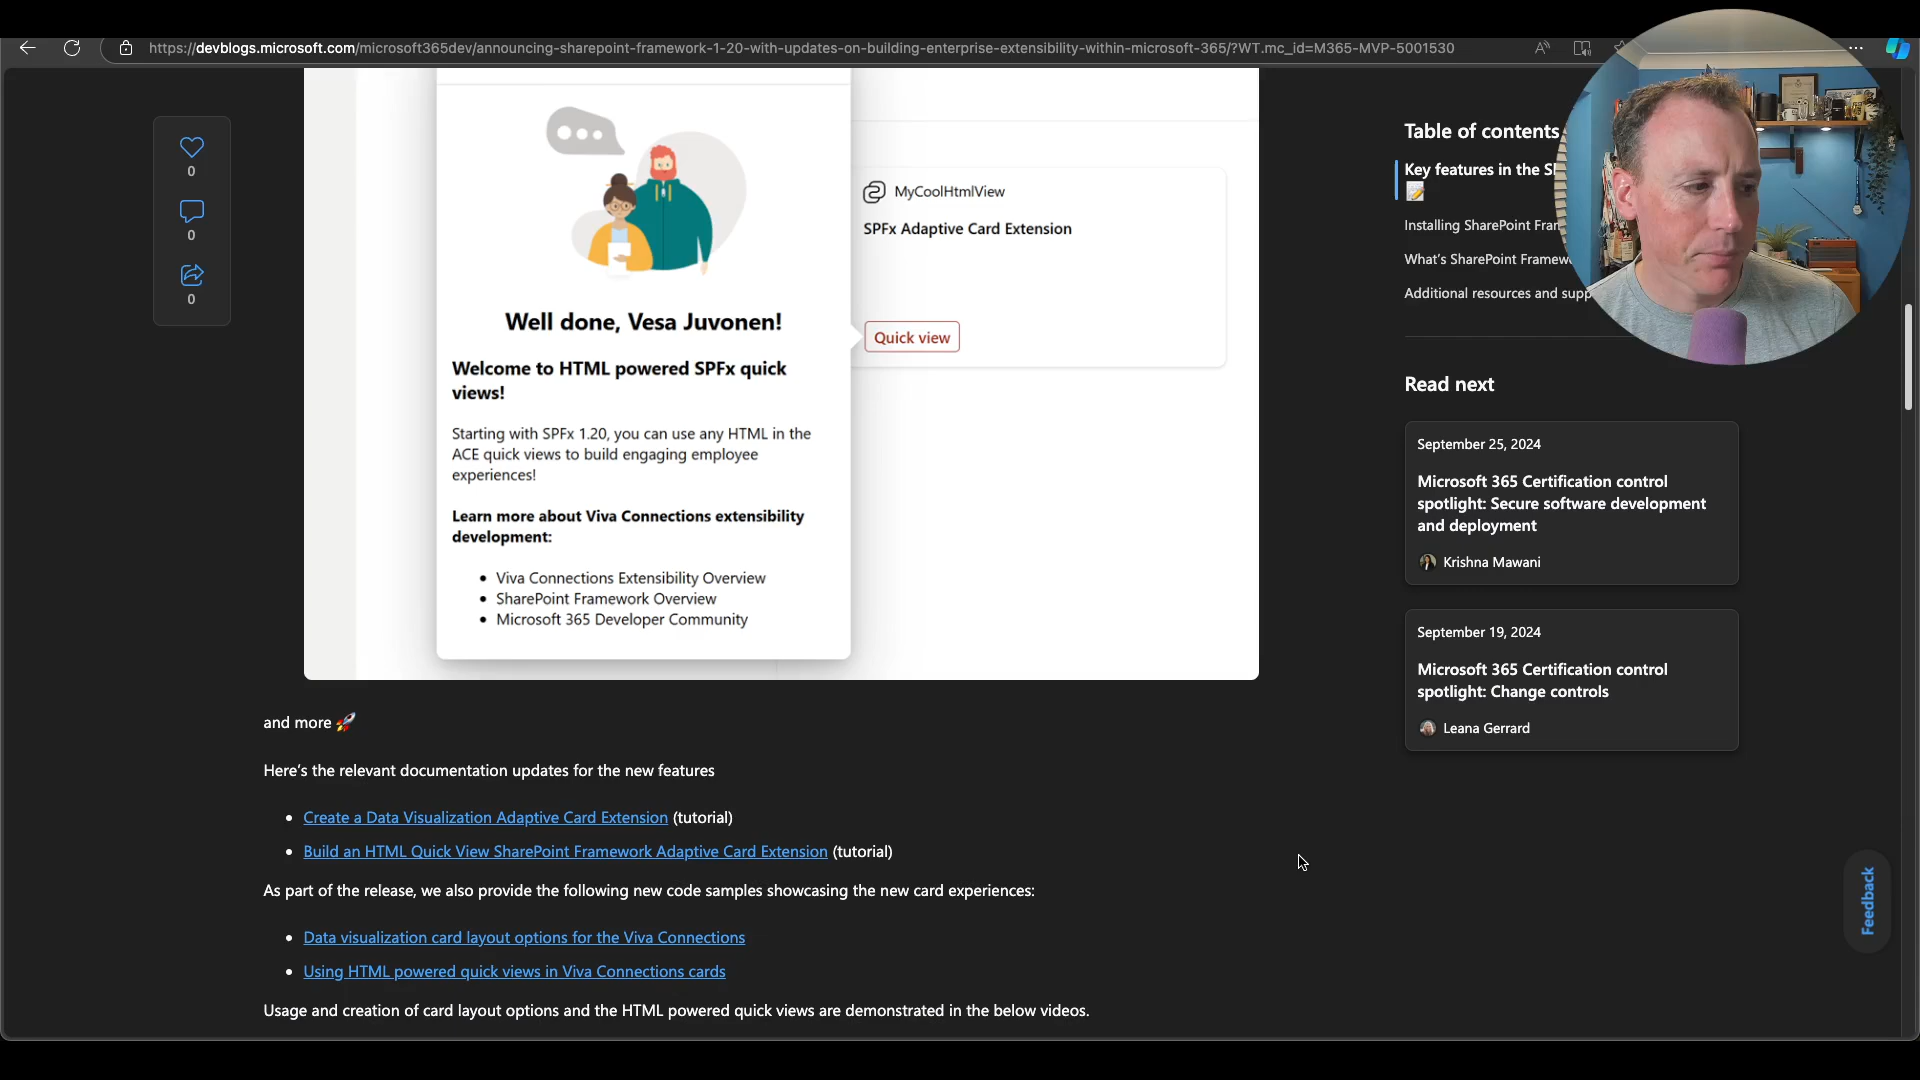 https://devblogs.microsoft.com/microsoft365dev/announcing-sharepoint-framework-1-20-with-updates-on-building-enterprise-extensibility-within-microsoft-365/?WT.mc_id=M365-MVP-5001530
0
0
0
Well done, Vesa Juvonen!
Welcome to HTML powered SPFx quick
views!
Starting with SPFx 1.20, you can use any HTML in the
ACE quick views to build engaging employee
experiences!
Learn more about Viva Connections extensibility
development:
• Viva Connections Extensibility Overview
• SharePoint Framework Overview
• Microsoft 365 Developer Community
MyCoolHtmlView
SPFx Adaptive Card Extension
Quick view
and more 🚀
Here's the relevant documentation updates for the new features
• Create a Data Visualization Adaptive Card Extension (tutorial)
• Build an HTML Quick View SharePoint Framework Adaptive Card Extension (tutorial)
As part of the release, we also provide the following new code samples showcasing the new card experiences:
• Data visualization card layout options for the Viva Connections
• Using HTML powered quick views in Viva Connections cards
Usage and creation of card layout options and the HTML powered quick views are demonstrated in the below videos.
Table of contents
Key features in the
📝
Installing SharePoint
What's SharePoint
Additional resources and
Read next
September 25, 2024
Microsoft 365 Certification control
spotlight: Secure software development
and deployment
Krishna Mawani
September 19, 2024
Microsoft 365 Certification control
spotlight: Change controls
Leana Gerrard
Feedback